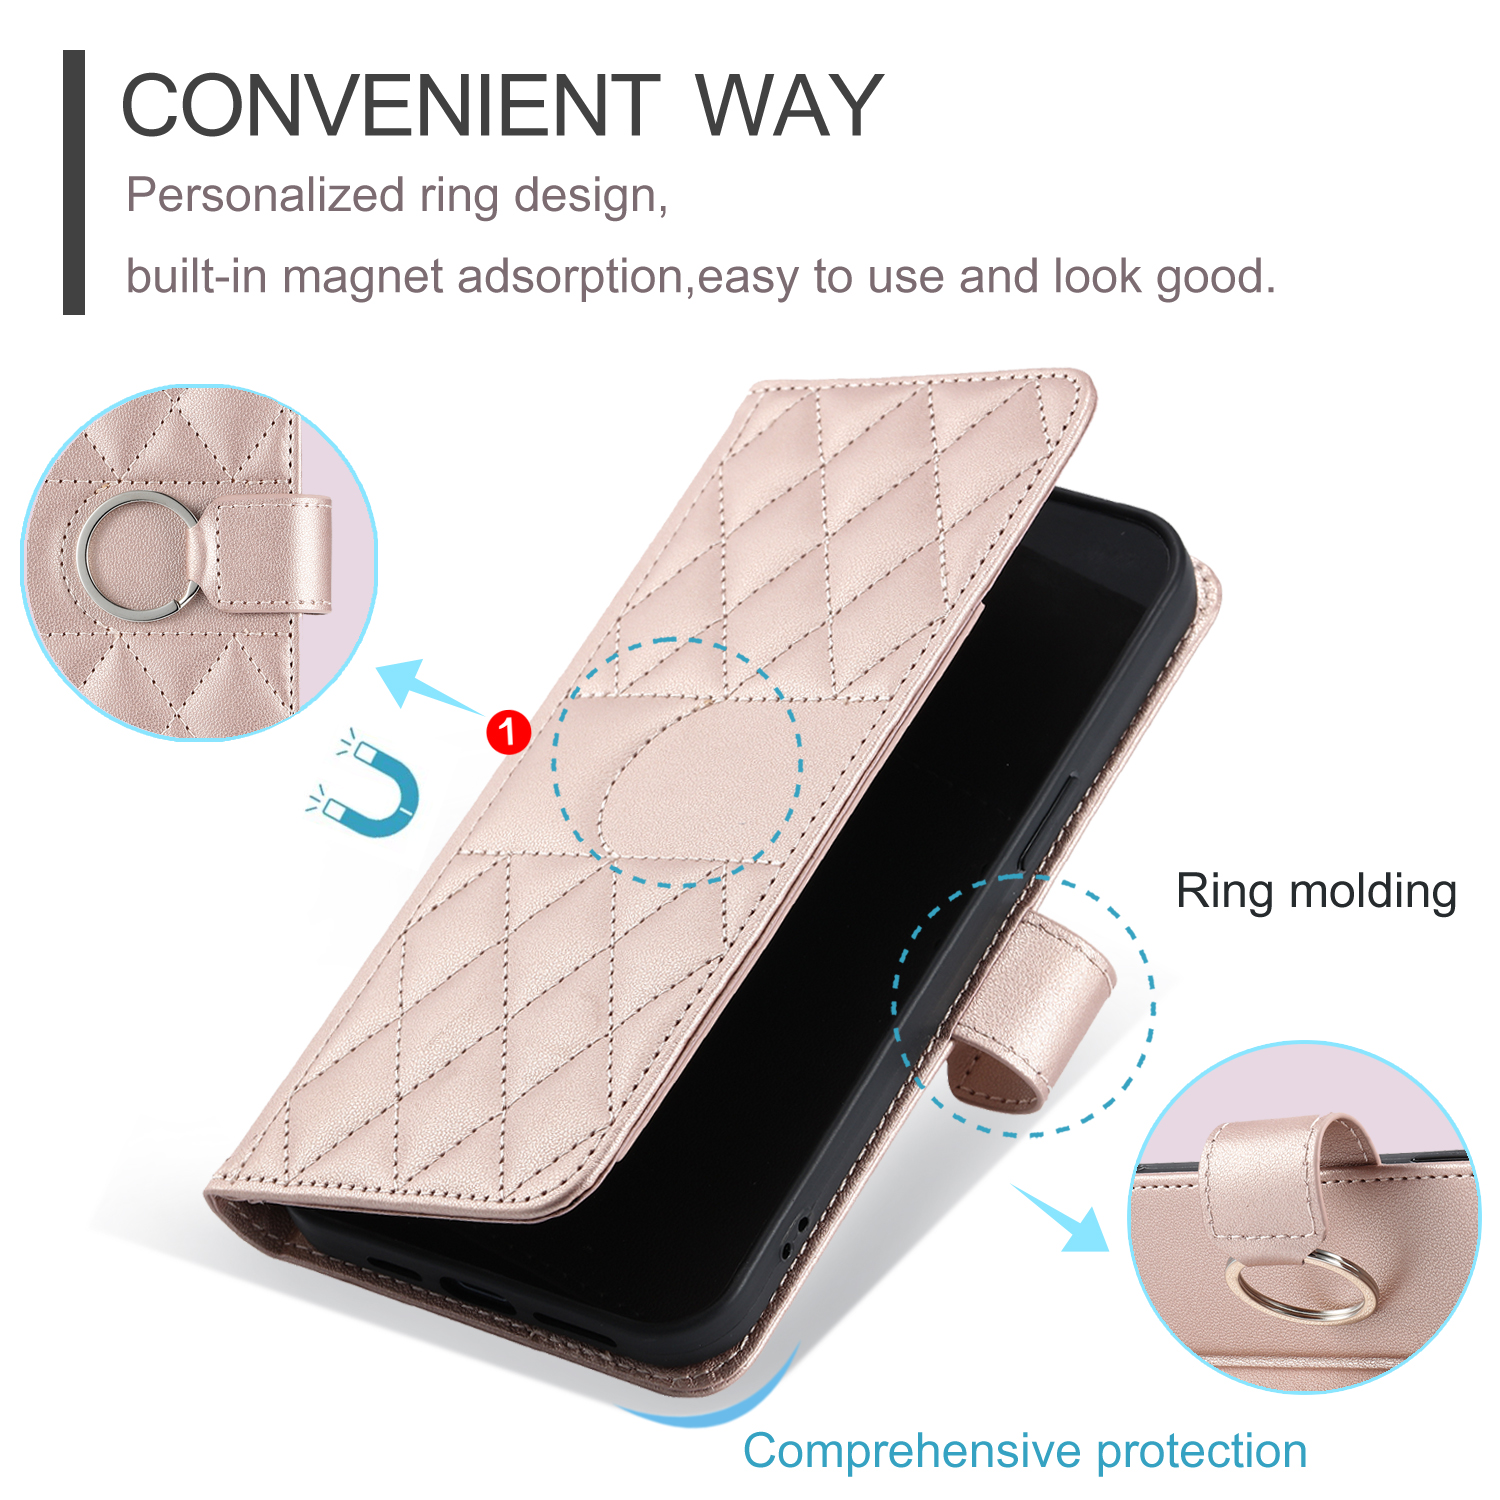 CONVENIENT WAY
Personalized ring design,
built-in magnet adsorption,easy to use and look good.
1
Ring molding
Comprehensive protection